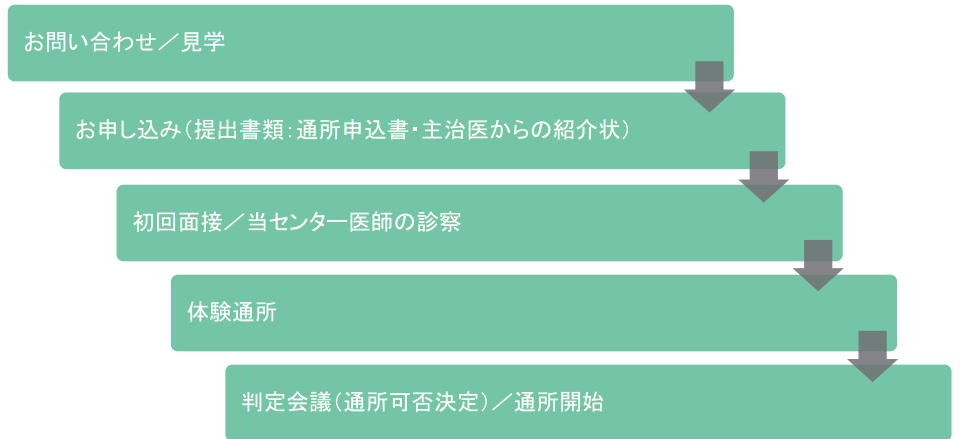 お問い合わせ／見学
お申し込み（提出書類：通所申込書・主治医からの紹介状）
初回面接／当センター医師の診察
体験通所
判定会議（通所可否決定）／通所開始